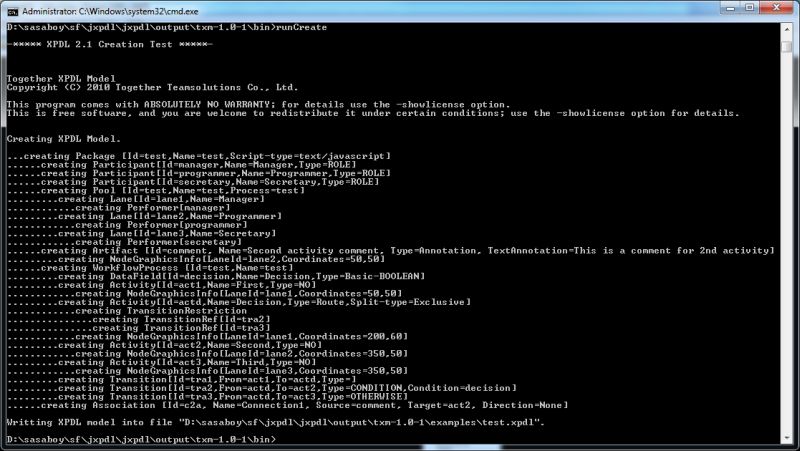 Administrator: C:\Windows\system32\cmd.exe
D:\sasaboy\sf\jxpdl\jxpdl\output\txm-1.0-1\bin>runCreate
-***** XPDL 2.1 Creation Test *****-
Together XPDL Model
Copyright (C) 2010 Together Teamsolutions Co., Ltd.
This program comes with ABSOLUTELY NO WARRANTY; for details use the -showlicense option.
This is free software, and you are welcome to redistribute it under certain conditions; use the -showlicense option for details.
Creating XPDL Model.
...creating Package [Id=test,Name=test,Script-type=text/javascript]
......creating Participant[Id=manager,Name=Manager,Type=ROLE]
......creating Participant[Id=programmer,Name=Programmer,Type=ROLE]
......creating Participant[Id=secretary,Name=Secretary,Type=ROLE]
......creating Pool [Id=test,Name=test,Process=test]
.........creating Lane[Id=lane1,Name=Manager]
............creating Performer[manager]
.........creating Lane[Id=lane2,Name=Programmer]
............creating Performer[programmer]
.........creating Lane[Id=lane3,Name=Secretary]
............creating Performer[secretary]
......creating Artifact [Id=comment, Name=Second activity comment, Type=Annotation, TextAnnotation=This is a comment for 2nd activity]
.........creating NodeGraphicsInfo[LaneId=lane2,Coordinates=50,50]
......creating WorkflowProcess [Id=test,Name=test]
.........creating DataField[Id=decision,Name=Decision,Type=Basic-BOOLEAN]
.........creating Activity[Id=act1,Name=First,Type=NO]
............creating NodeGraphicsInfo[LaneId=lane1,Coordinates=50,50]
.........creating Activity[Id=actd,Name=Decision,Type=Route,Split-type=Exclusive]
............creating TransitionRestriction
...............creating TransitionRef[Id=tra2]
...............creating TransitionRef[Id=tra3]
............creating NodeGraphicsInfo[LaneId=lane1,Coordinates=200,60]
.........creating Activity[Id=act2,Name=Second,Type=NO]
............creating NodeGraphicsInfo[LaneId=lane2,Coordinates=350,50]
.........creating Activity[Id=act3,Name=Third,Type=NO]
............creating NodeGraphicsInfo[LaneId=lane3,Coordinates=350,50]
.........creating Transition[Id=tra1,From=act1,To=actd,Type=]
.........creating Transition[Id=tra2,From=actd,To=act2,Type=CONDITION,Condition=decision]
.........creating Transition[Id=tra3,From=actd,To=act3,Type=OTHERWISE]
......creating Association [Id=c2a, Name=Connection1, Source=comment, Target=act2, Direction=None]
Writting XPDL model into file "D:\sasaboy\sf\jxpdl\jxpdl\output\txm-1.0-1\examples\test.xpdl".
D:\sasaboy\sf\jxpdl\jxpdl\output\txm-1.0-1\bin>